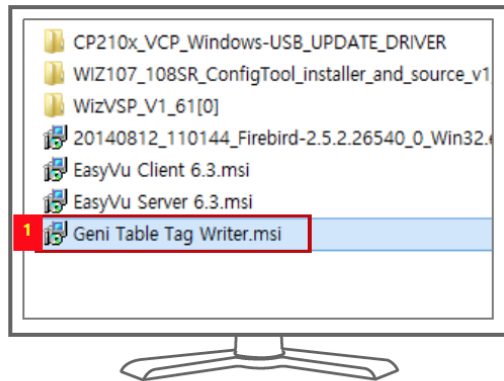 CP210x_VCP_Windows-USB_UPDATE_DRIVER
WIZ107_108SR_ConfigTool_installer_and_source_v1
WizVSP_V1_61[0]
20140812_110144_Firebird-2.5.2.26540_0_Win32.
EasyVu Client 6.3.msi
EasyVu Server 6.3.msi
1 Geni Table Tag Writer.msi